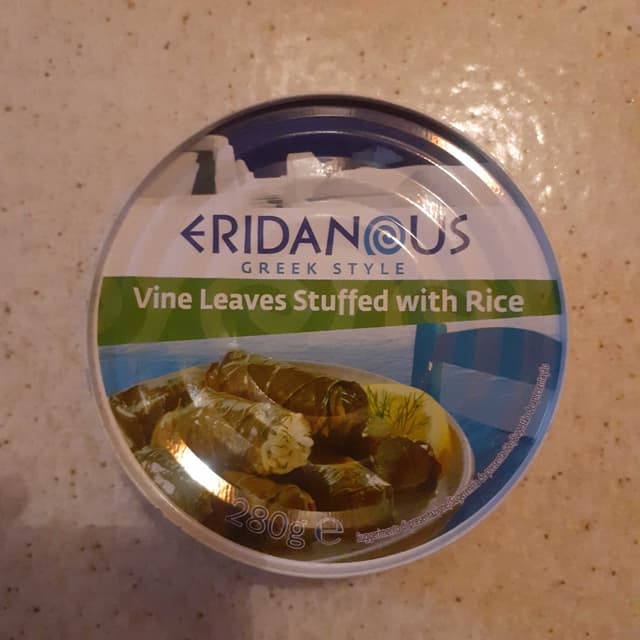 ERIDANOUS
GREEK STYLE
Vine Leaves Stuffed with Rice
280g e